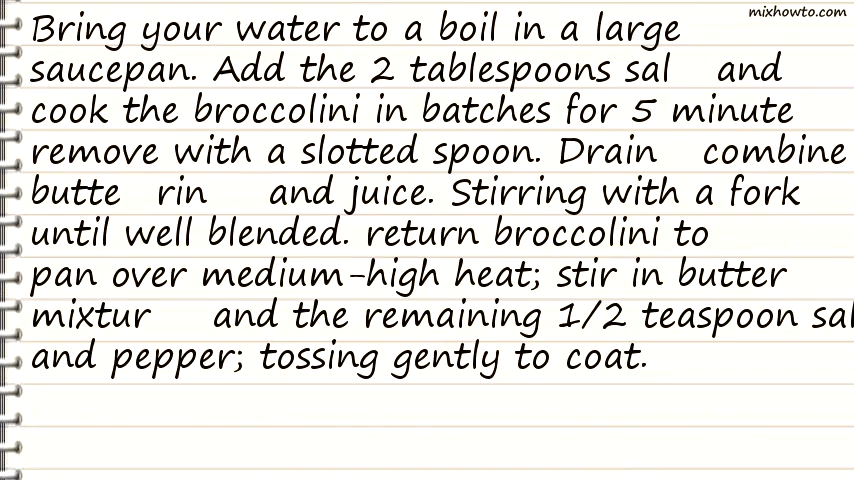 mixhowto.com
Bring your water to a boil in a large
saucepan. Add the 2 tablespoons sal and
cook the broccolini in batches for 5 minute
remove with a slotted spoon. Drain combine
butte rin and juice. Stirring with a fork
until well blended. return broccolini to
pan over medium-high heat; stir in butter
mixtur and the remaining 1/2 teaspoon sal
and pepper; tossing gently to coat.